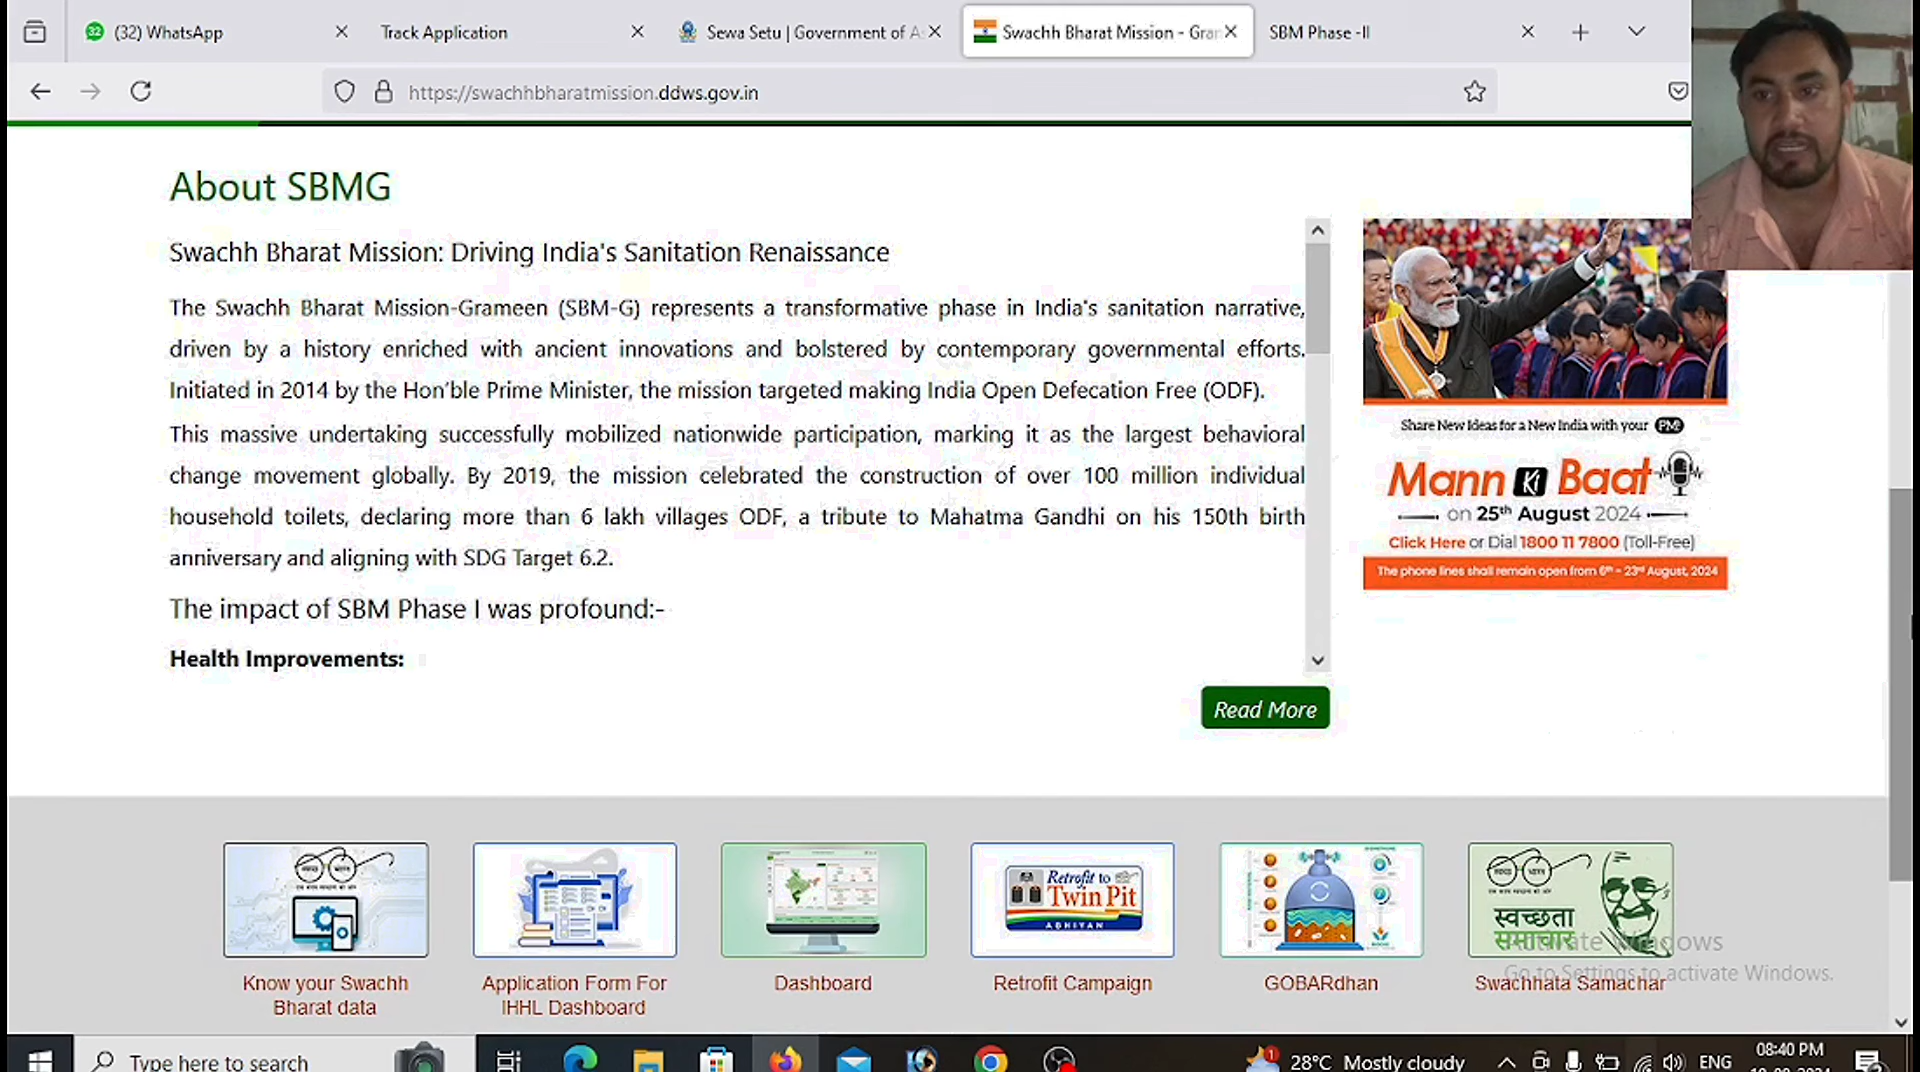 (32) WhatsApp
Track Application
Sewa Setu | Government of A
Swachh Bharat Mission - Gra
SBM Phase -II
https://swachhbharatmission.ddws.gov.in
About SBMG
Swachh Bharat Mission: Driving India's Sanitation Renaissance
The Swachh Bharat Mission-Grameen (SBM-G) represents a transformative phase in India's sanitation narrative,
driven by a history enriched with ancient innovations and bolstered by contemporary governmental efforts.
Initiated in 2014 by the Hon'ble Prime Minister, the mission targeted making India Open Defecation Free (ODF).
This massive undertaking successfully mobilized nationwide participation, marking it as the largest behavioral
change movement globally. By 2019, the mission celebrated the construction of over 100 million individual
household toilets, declaring more than 6 lakh villages ODF, a tribute to Mahatma Gandhi on his 150th birth
anniversary and aligning with SDG Target 6.2.
The impact of SBM Phase I was profound:-
Health Improvements:
Read More
Share New Ideas for a New India with your PM!
Mann Ki Baat
on 25th August 2024
Click Here or Dial 1800 11 7800 (Toll-Free)
The phone lines shall remain open from 6th - 23rd August, 2024
Retrofit to
Twin Pit
ABHIYAN
स्वच्छता
समाचार
Know your Swachh
Bharat data
Application Form For
IHHL Dashboard
Dashboard
Retrofit Campaign
GOBARdhan
Swachhata Samachar
Activate Windows
Go to Settings to activate Windows.
Type here to search
28°C Mostly cloudy
ENG
08:40 PM